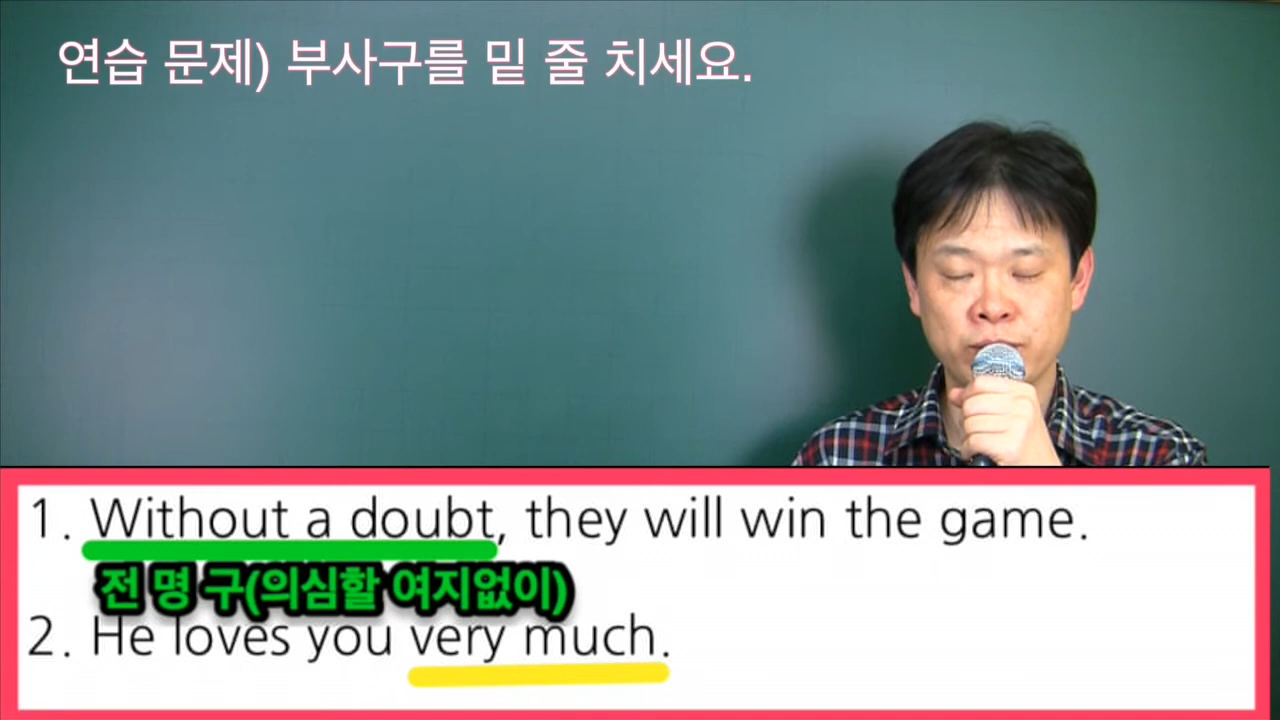 연습 문제) 부사구를 밑 줄 치세요.
1. Without a doubt, they will win the game.
전 명 구(의심할 여지없이)
2. He loves you very much.